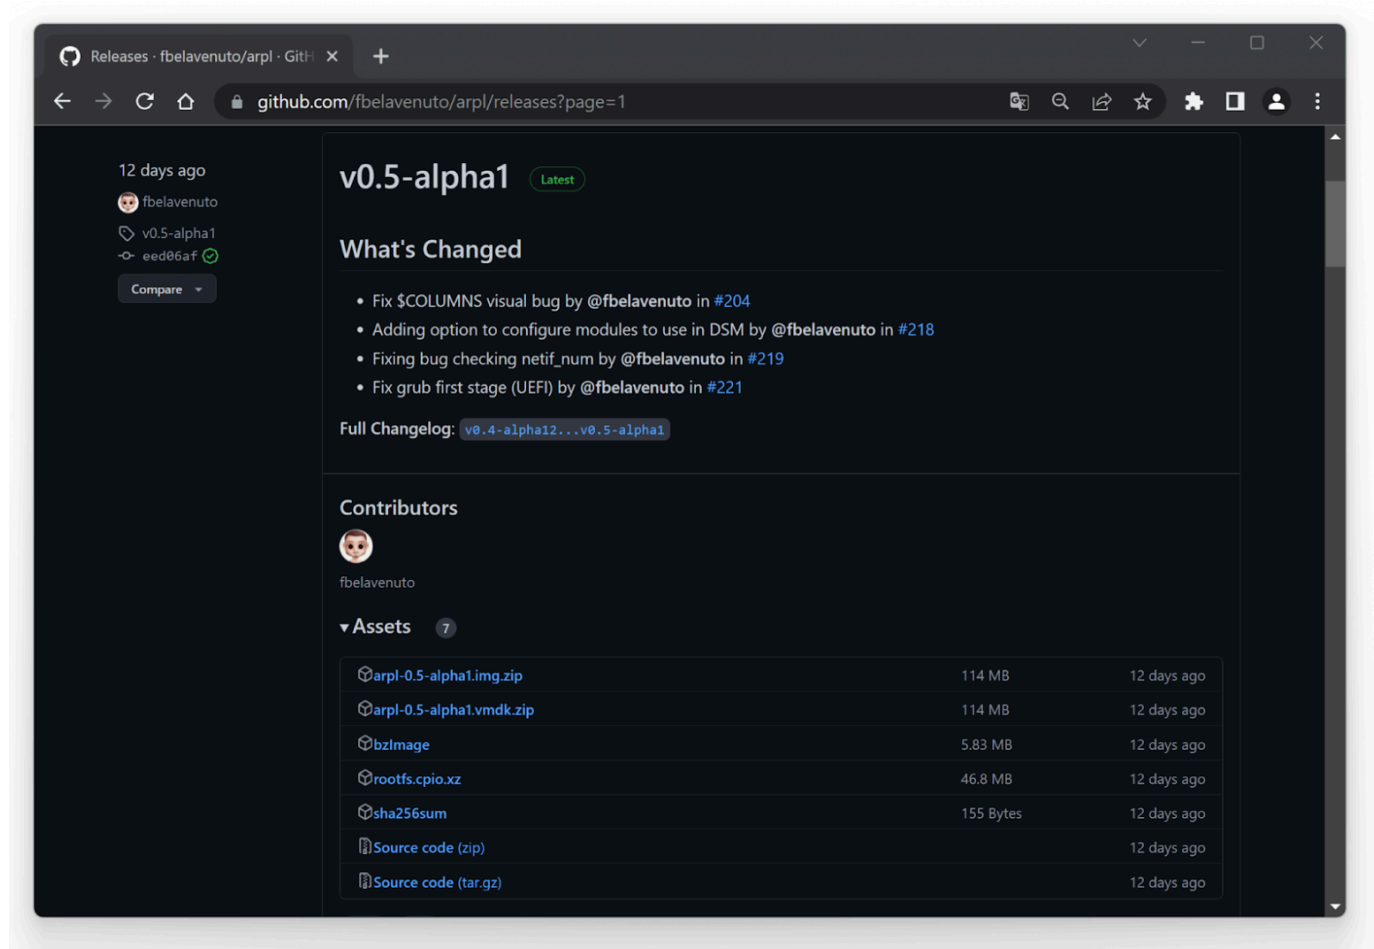 Releases · fbelavenuto/arpl · GitH
github.com/fbelavenuto/arpl/releases?page=1
12 days ago
fbelavenuto
v0.5-alpha1
eed06af
Compare
v0.5-alpha1 Latest
What's Changed
• Fix $COLUMNS visual bug by @fbelavenuto in #204
• Adding option to configure modules to use in DSM by @fbelavenuto in #218
• Fixing bug checking netif_num by @fbelavenuto in #219
• Fix grub first stage (UEFI) by @fbelavenuto in #221
Full Changelog: v0.4-alpha12...v0.5-alpha1
Contributors
fbelavenuto
Assets 7
arpl-0.5-alpha1.img.zip 114 MB 12 days ago
arpl-0.5-alpha1.vmdk.zip 114 MB 12 days ago
bzImage 5.83 MB 12 days ago
rootfs.cpio.xz 46.8 MB 12 days ago
sha256sum 155 Bytes 12 days ago
Source code (zip) 12 days ago
Source code (tar.gz) 12 days ago